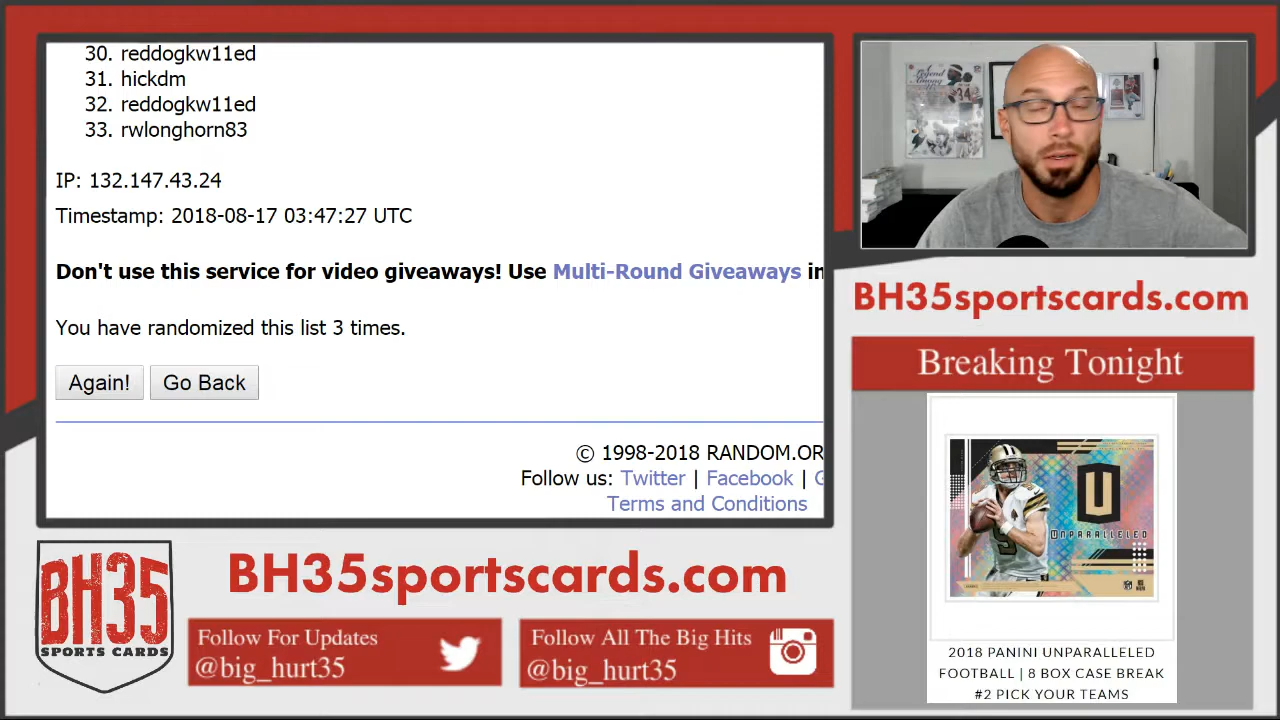 30. reddogkw11ed
31. hickdm
32. reddogkw11ed
33. rwlonghorn83
IP: 132.147.43.24
Timestamp: 2018-08-17 03:47:27 UTC
Don't use this service for video giveaways! Use Multi-Round Giveaways in
You have randomized this list 3 times.
Again! Go Back
© 1998-2018 RANDOM.OR
Follow us: Twitter | Facebook | G
Terms and Conditions
BH35sportscards.com
Breaking Tonight
U
UNPARALLELED
2018 PANINI UNPARALLELED
FOOTBALL | 8 BOX CASE BREAK
#2 PICK YOUR TEAMS
BH35
SPORTS CARDS
BH35sportscards.com
Follow For Updates
@big_hurt35
Follow All The Big Hits
@big_hurt35